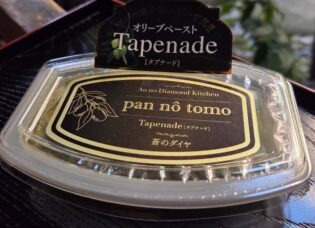 オリーブペースト
Tapenade
[タプナード]
Ao no Diamond Kitchen
pan nô tomo
Tapenade [タプナード]
蒼のダイヤ